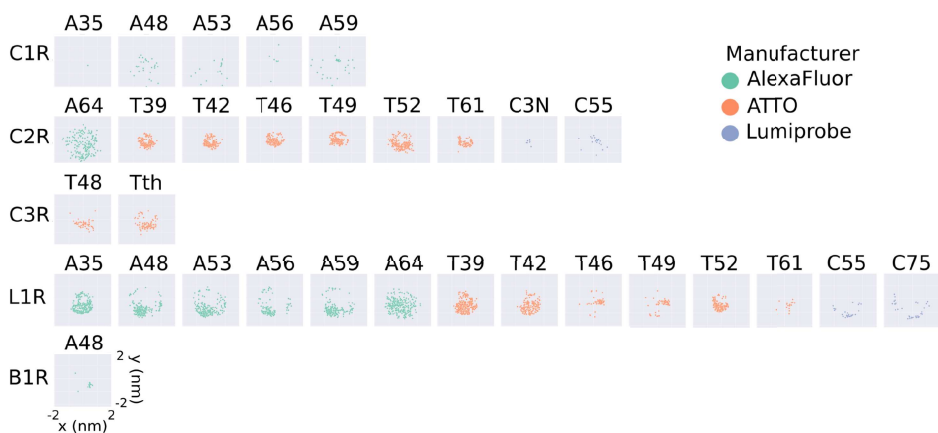 A35 A48 A53 A56 A59
C1R
Manufacturer
AlexaFluor
ATTO
Lumiprobe
A64 T39 T42 T46 T49 T52 T61 C3N C55
C2R
T48 Tth
C3R
A35 A48 A53 A56 A59 A64 T39 T42 T46 T49 T52 T61 C55 C75
L1R
A48
B1R
2
y (nm)
-2
-2 2
x (nm)